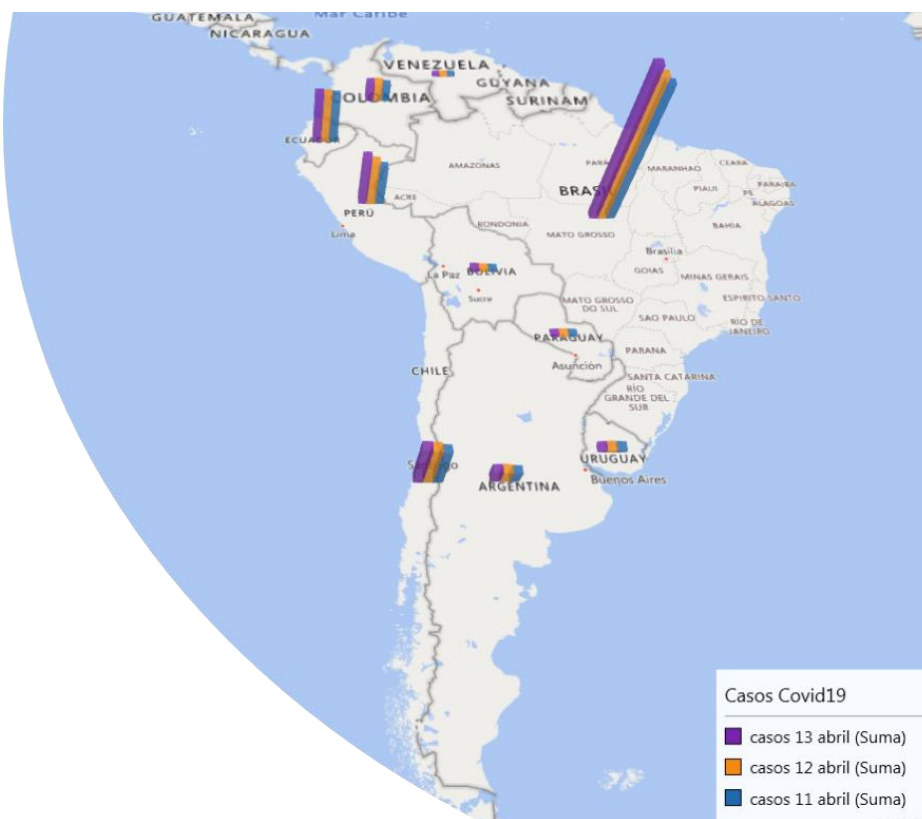 Mar Caribe
GUATEMALA
NICARAGUA
VENEZUELA
GUYANA
SURINAM
COLOMBIA
ECUADOR
AMAZONAS
MARANHAO
CEARA
PIAUI
PARAIBA
PE
ALAGOAS
BRASIL
ACRE
PERÚ
Lima
RONDONIA
MATO GROSSO
BAHIA
Brasilia
GOIAS
MINAS GERAIS
La Paz
BOLIVIA
Sucre
MATO GROSSO
DO SUL
ESPIRITO SANTO
SAO PAULO
RIO DE
JANEIRO
PARAGUAY
Asunción
PARANA
CHILE
SANTA CATARINA
RÍO
GRANDE DEL
SUR
Santiago
URUGUAY
Buenos Aires
ARGENTINA
Casos Covid19
casos 13 abril (Suma)
casos 12 abril (Suma)
casos 11 abril (Suma)